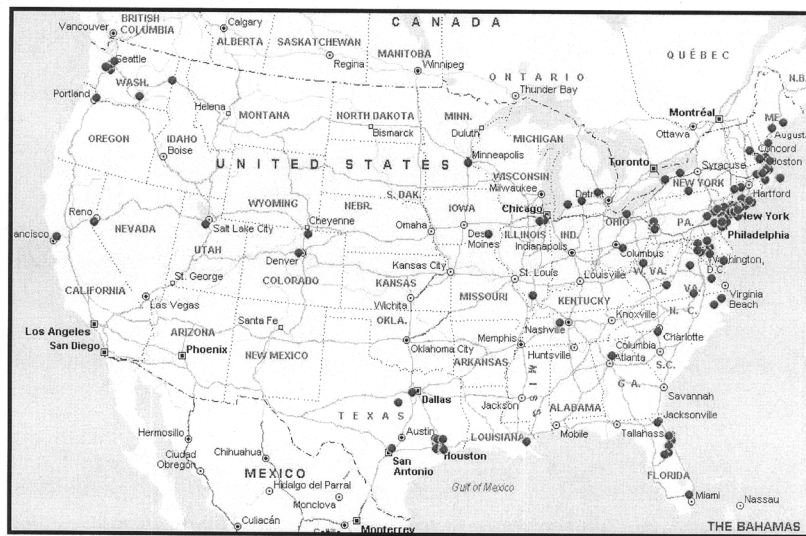 CANADA
BRITISH COLUMBIA
Vancouver
Calgary
ALBERTA
SASKATCHEWAN
Regina
MANITOBA
Winnipeg
ONTARIO
Thunder Bay
QUÉBEC
N.B.
Seattle
WASH.
Portland
Helena
MONTANA
NORTH DAKOTA
Bismarck
MINN.
Duluth
Minneapolis
MICHIGAN
Montréal
Ottawa
Toronto
ME
August
Concord
Boston
Syracuse
Hartford
NEW YORK
New York
Philadelphia
OREGON
IDAHO
Boise
UNITED STATES
WISCONSIN
Milwaukee
Detroit
S. DAK.
WYOMING
NEBR.
IOWA
Omaha
Des Moines
Chicago
ILLINOIS
IND.
Indianapolis
OHIO
Columbus
PA.
Washington,
D.C.
W. VA.
VA
Virginia Beach
Reno
NEVADA
Salt Lake City
UTAH
Cheyenne
Denver
COLORADO
St. George
Las Vegas
CALIFORNIA
ancisco
Los Angeles
San Diego
ARIZONA
Phoenix
Santa Fe
NEW MEXICO
KANSAS
Kansas City
Wichita
MISSOURI
St. Louis
Louisville
KENTUCKY
Nashville
Knoxville
N. C.
Charlotte
Columbia
S.C.
OKLA.
Oklahoma City
ARKANSAS
Memphis
Huntsville
Atlanta
GA.
Savannah
MISS
Jackson
ALABAMA
Mobile
Tallahass
Jacksonville
FLORIDA
Miami
Nassau
THE BAHAMAS
Dallas
TEXAS
Austin
San Antonio
Houston
LOUISIANA
Gulf of Mexico
Hermosillo
Ciudad Obregón
Chihuahua
MEXICO
Hidalgo del Parral
Monclova
Culiacán
Monterrey